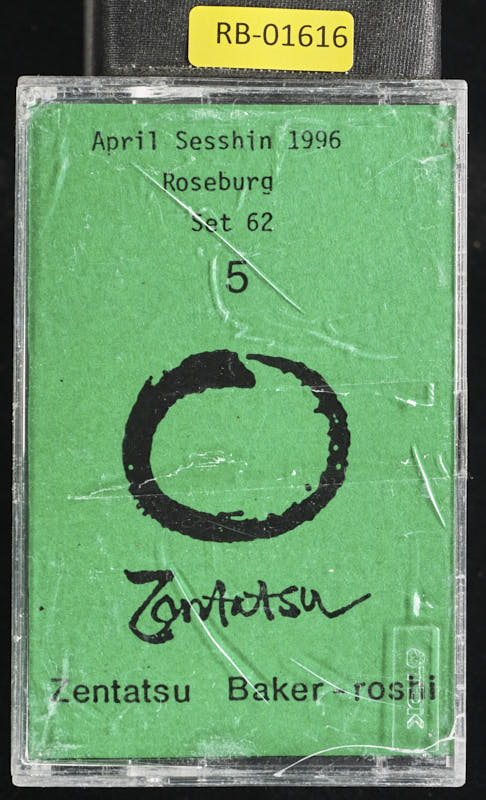 RB-01616
April Sesshin 1996
Roseburg
Set 62
5
Zentatsu
Zentatsu Baker-roshi
TDK